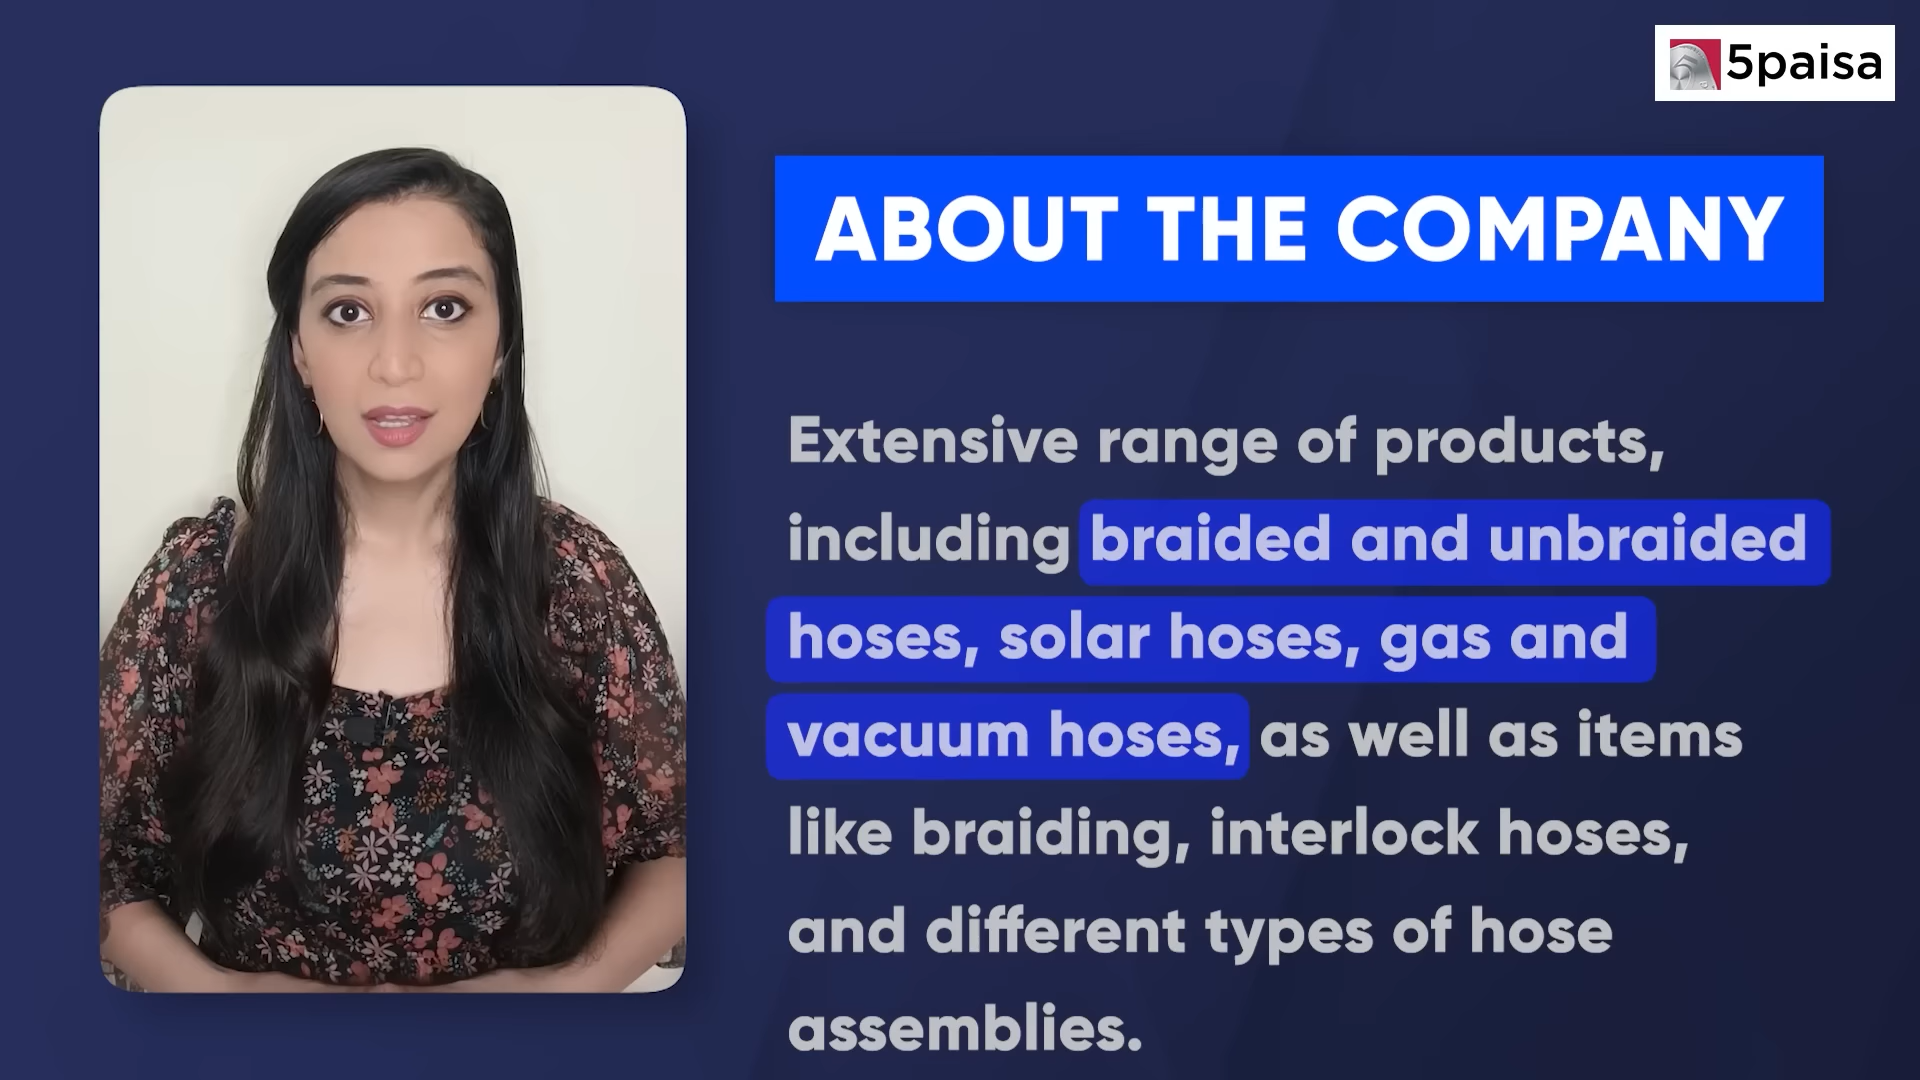 5paisa
ABOUT THE COMPANY
Extensive range of products,
including braided and unbraided
hoses, solar hoses, gas and
vacuum hoses, as well as items
like braiding, interlock hoses,
and different types of hose
assemblies.